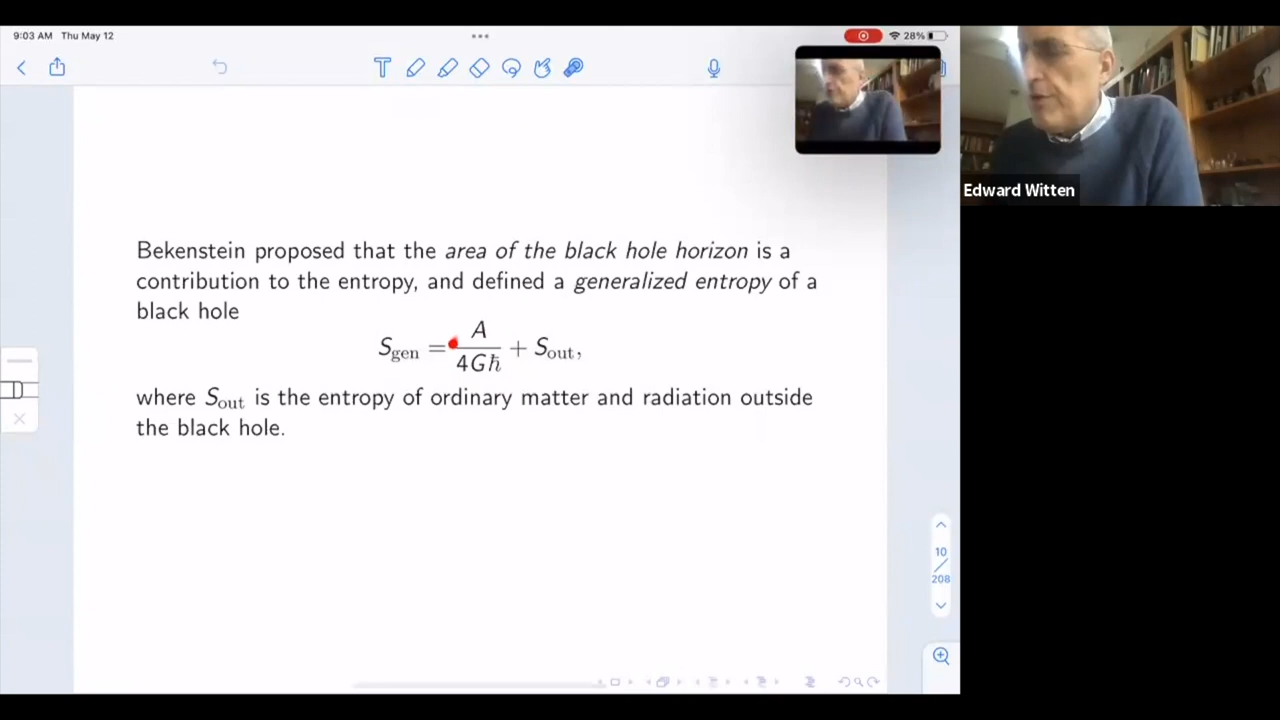 9:03 AM Thu May 12
28%
T
Edward Witten
Bekenstein proposed that the area of the black hole horizon is a
contribution to the entropy, and defined a generalized entropy of a
black hole
S_gen = A/4Gℏ + S_out,
where S_out is the entropy of ordinary matter and radiation outside
the black hole.
10
/
208